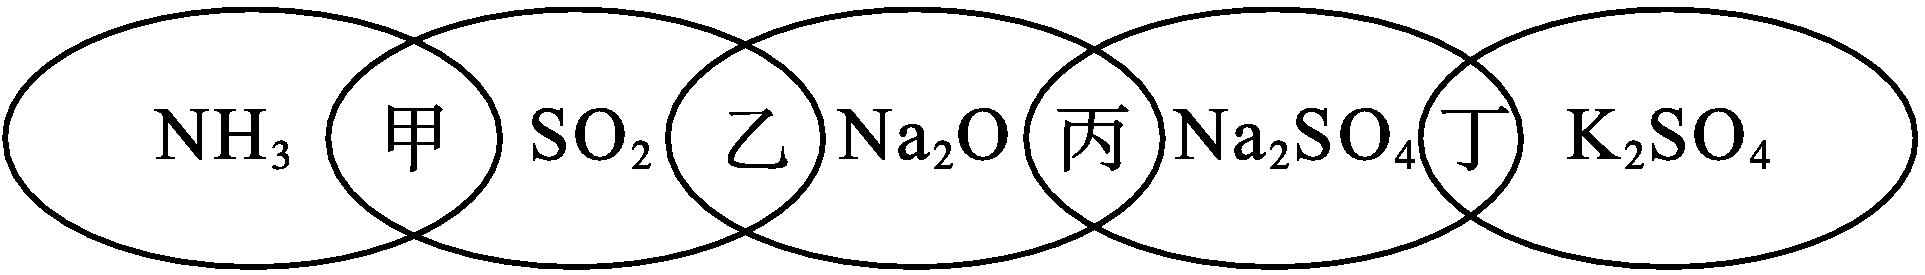 NH₃ 甲 SO₂ 乙 Na₂O 丙 Na₂SO₄ 丁 K₂SO₄